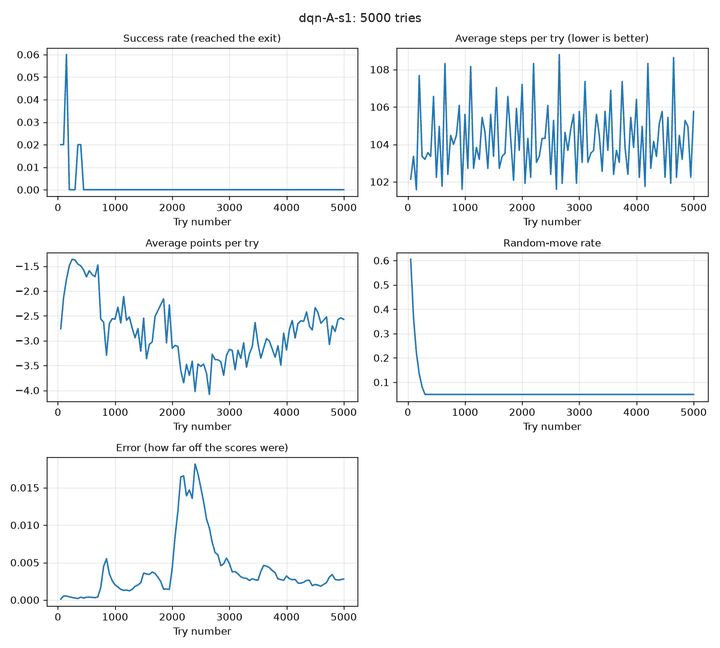 dqn-A-s1: 5000 tries
Success rate (reached the exit)
0.06
0.05
0.04
0.03
0.02
0.01
0.00
0 1000 2000 3000 4000 5000
Try number
Average steps per try (lower is better)
108
106
104
102
0 1000 2000 3000 4000 5000
Try number
Average points per try
−1.5
−2.0
−2.5
−3.0
−3.5
−4.0
0 1000 2000 3000 4000 5000
Try number
Random-move rate
0.6
0.5
0.4
0.3
0.2
0.1
0 1000 2000 3000 4000 5000
Try number
Error (how far off the scores were)
0.015
0.010
0.005
0.000
0 1000 2000 3000 4000 5000
Try number